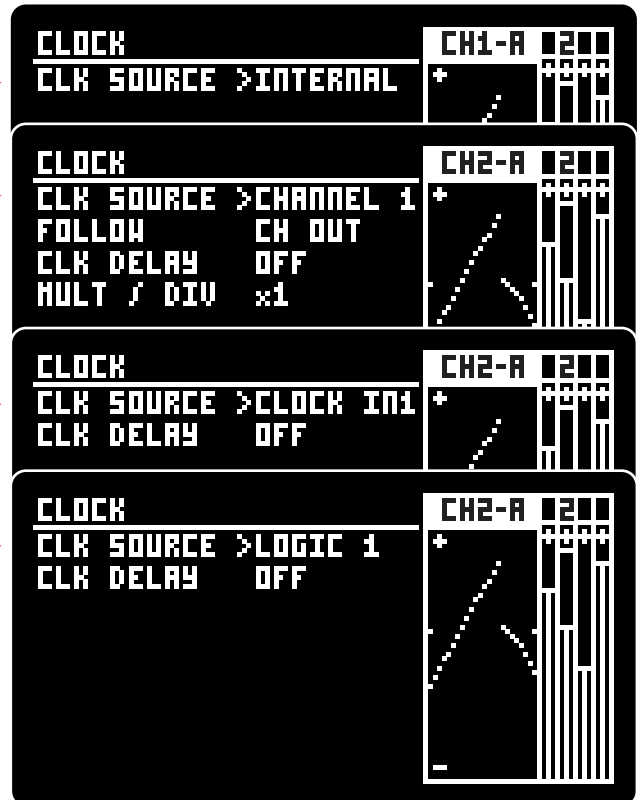 CLOCK CH1-A 2
CLK SOURCE >INTERNAL
CLOCK CH2-A 2
CLK SOURCE >CHANNEL 1
FOLLOW CH OUT
CLK DELAY OFF
MULT / DIV x1
CLOCK CH2-A 2
CLK SOURCE >CLOCK IN1
CLK DELAY OFF
CLOCK CH2-A 2
CLK SOURCE >LOGIC 1
CLK DELAY OFF